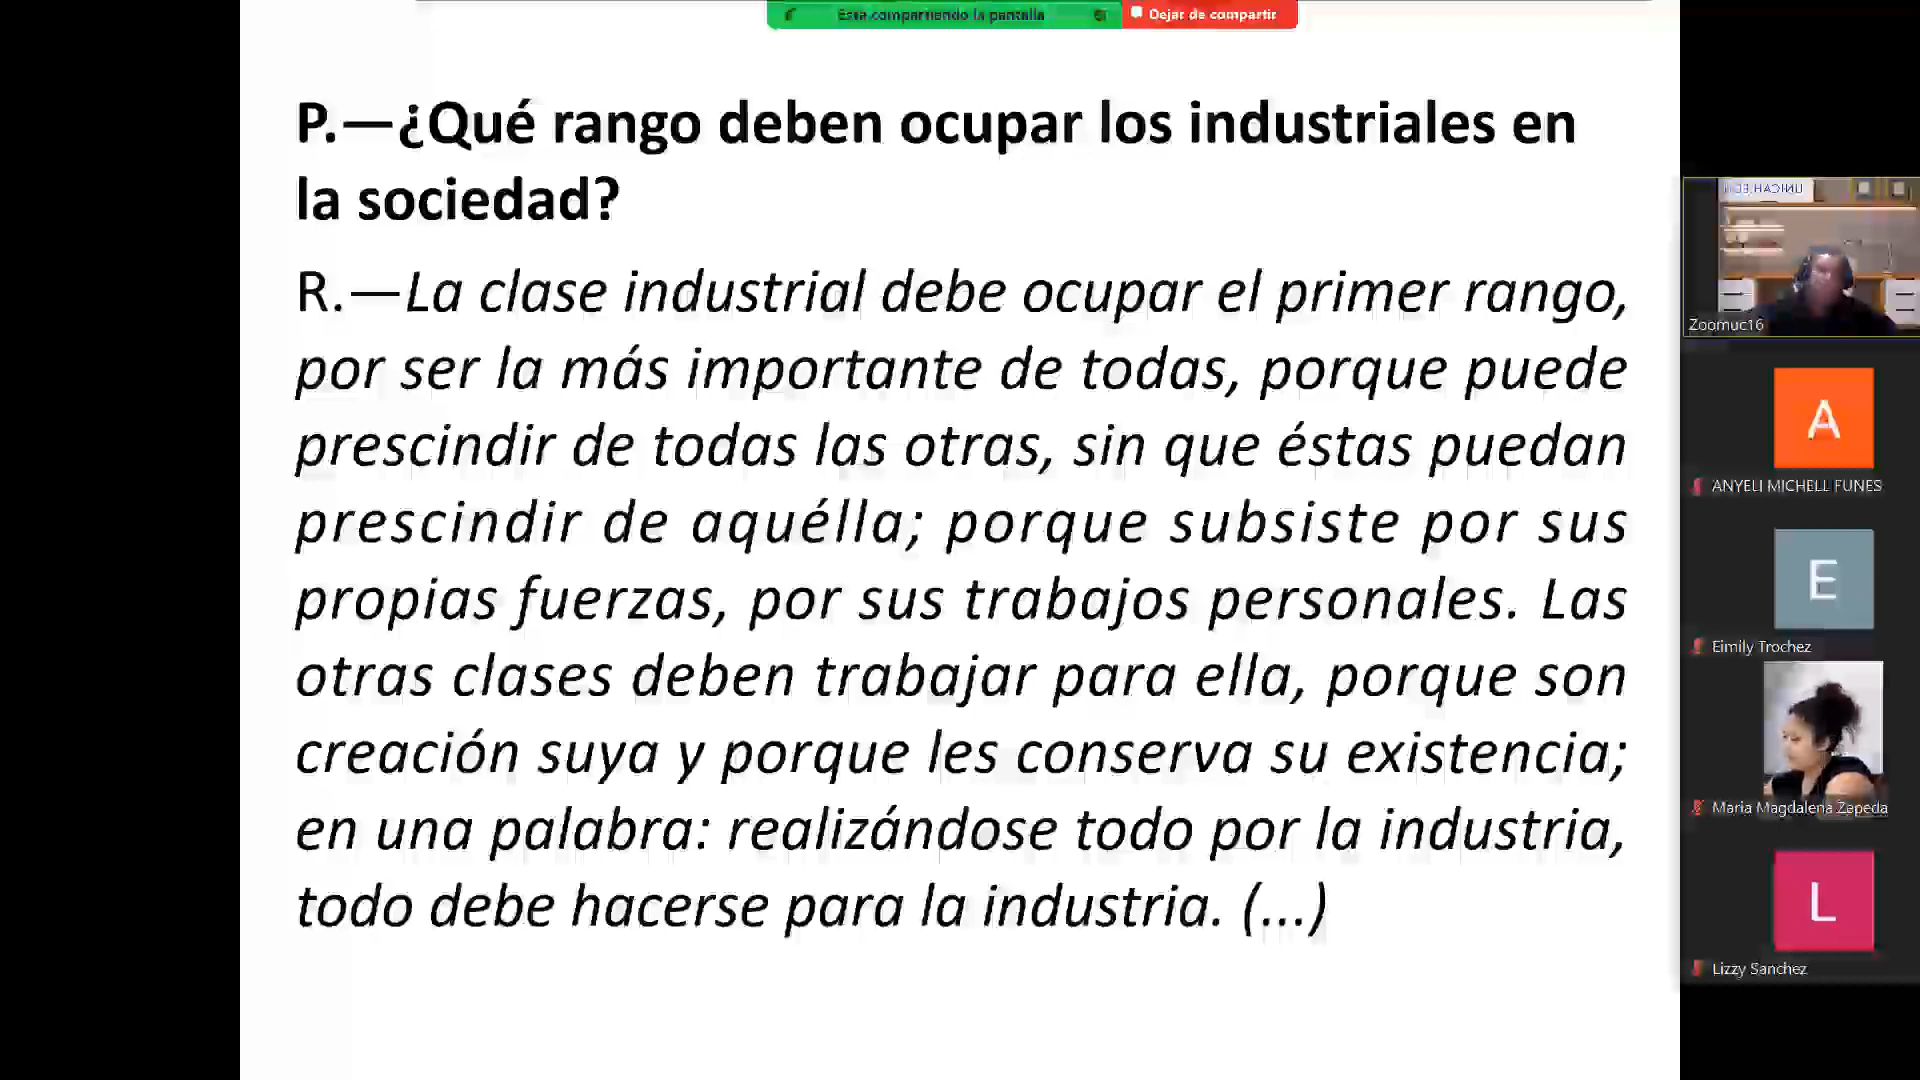 Está compartiendo la pantalla
Dejar de compartir
P.—¿Qué rango deben ocupar los industriales en
la sociedad?
R.—La clase industrial debe ocupar el primer rango,
por ser la más importante de todas, porque puede
prescindir de todas las otras, sin que éstas puedan
prescindir de aquélla; porque subsiste por sus
propias fuerzas, por sus trabajos personales. Las
otras clases deben trabajar para ella, porque son
creación suya y porque les conserva su existencia;
en una palabra: realizándose todo por la industria,
todo debe hacerse para la industria. (...)
Zoomuc16
A
ANYELI MICHELL FUNES
E
Eimily Trochez
Maria Magdalena Zepeda
L
Lizzy Sanchez